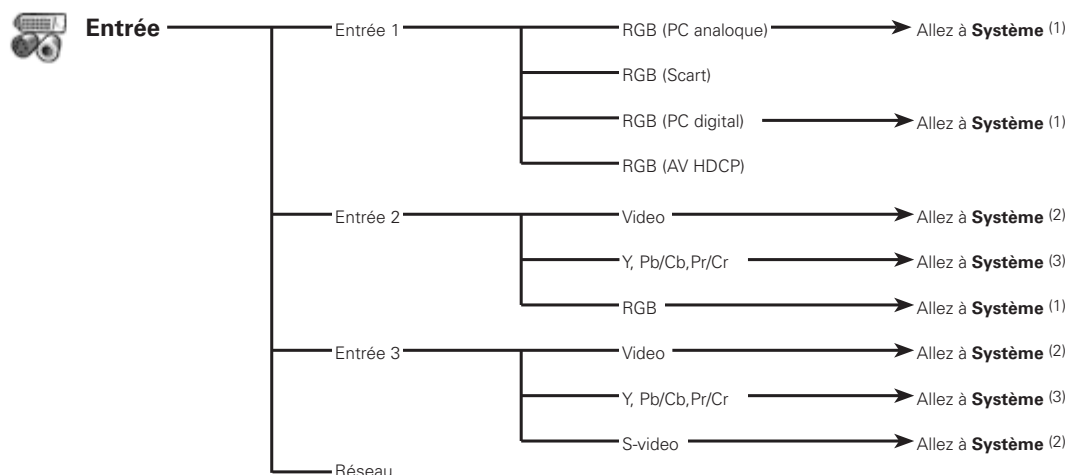 Entrée Entrée 1 RGB (PC analoque) Allez à Système (1)
RGB (Scart)
RGB (PC digital) Allez à Système (1)
RGB (AV HDCP)
Entrée 2 Video Allez à Système (2)
Y, Pb/Cb,Pr/Cr Allez à Système (3)
RGB Allez à Système (1)
Entrée 3 Video Allez à Système (2)
Y, Pb/Cb,Pr/Cr Allez à Système (3)
S-video Allez à Système (2)
Réseau